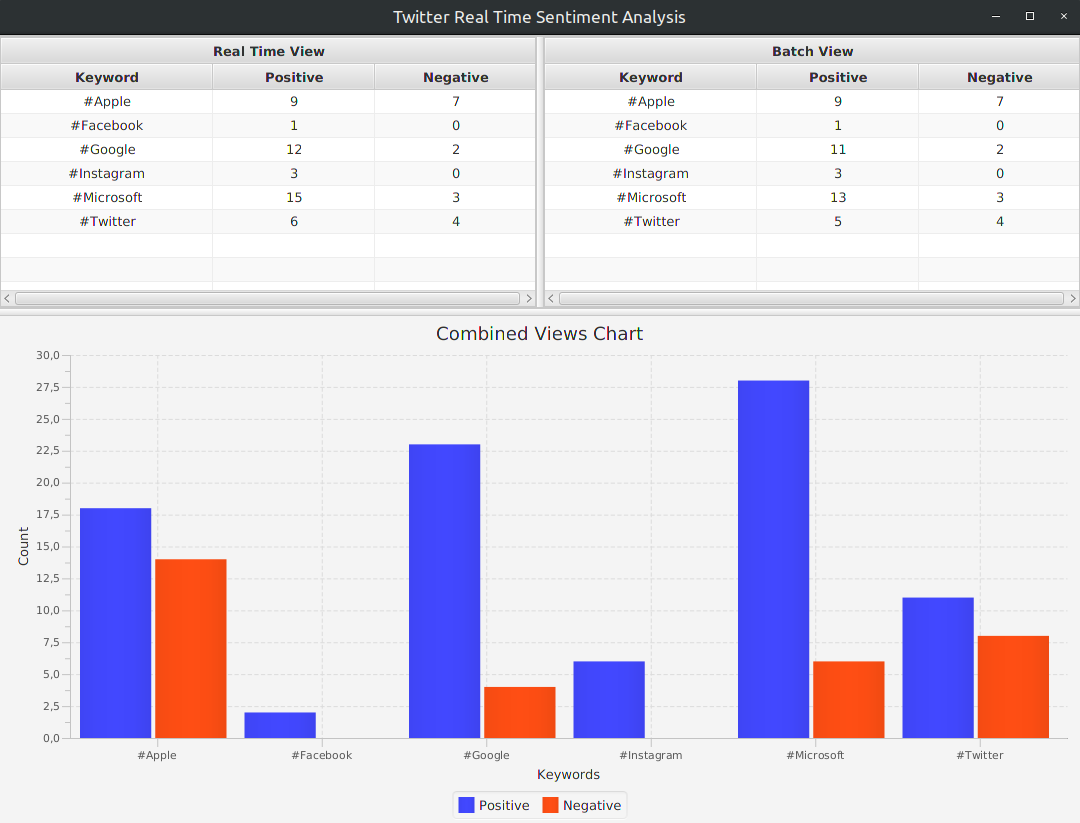 Twitter Real Time Sentiment Analysis
Real Time View
Keyword Positive Negative
#Apple 9 7
#Facebook 1 0
#Google 12 2
#Instagram 3 0
#Microsoft 15 3
#Twitter 6 4
Batch View
Keyword Positive Negative
#Apple 9 7
#Facebook 1 0
#Google 11 2
#Instagram 3 0
#Microsoft 13 3
#Twitter 5 4
Combined Views Chart
30,0
27,5
25,0
22,5
20,0
17,5
15,0
12,5
10,0
7,5
5,0
2,5
0,0
Count
#Apple #Facebook #Google #Instagram #Microsoft #Twitter
Keywords
Positive Negative